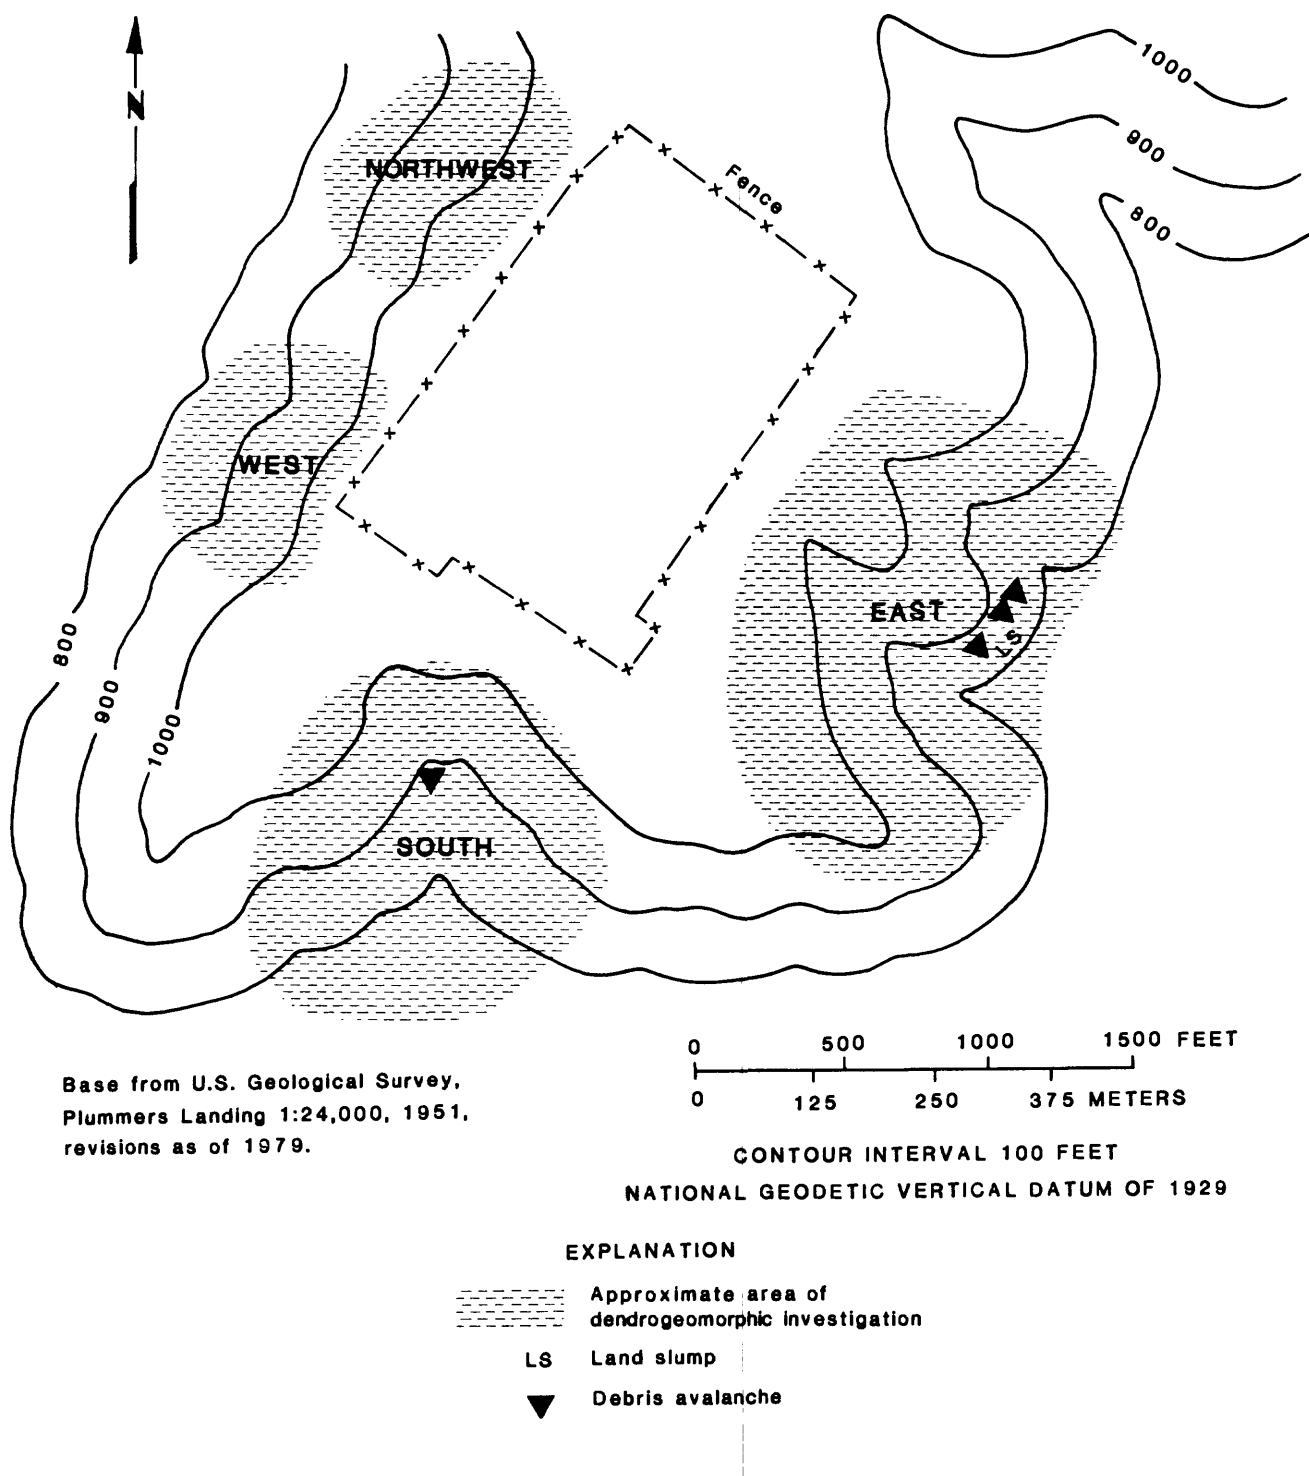 N
1000
900
800
Fence
NORTHWEST
WEST
EAST
LS
800
900
1000
SOUTH
0 500 1000 1500 FEET
0 125 250 375 METERS
Base from U.S. Geological Survey,
Plummers Landing 1:24,000, 1951,
revisions as of 1979.
CONTOUR INTERVAL 100 FEET
NATIONAL GEODETIC VERTICAL DATUM OF 1929
EXPLANATION
Approximate area of
dendrogeomorphic investigation
LS Land slump
Debris avalanche